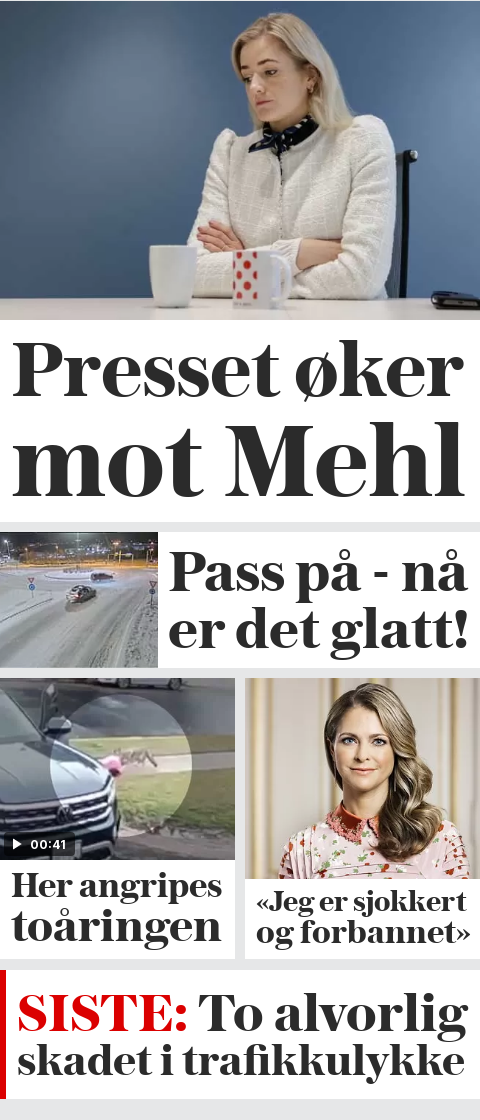 Presset øker
mot Mehl
Pass på - nå
er det glatt!
00:41
Her angripes
toåringen
«Jeg er sjokkert
og forbannet»
SISTE: To alvorlig
skadet i trafikkulykke